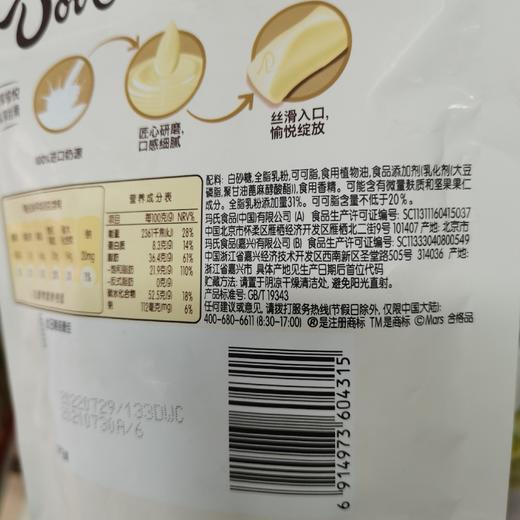 Dove
100%进口奶源
匠心研磨,
口感细腻
丝滑入口,
愉悦绽放
营养成分表
项目 每100克(g) NRV%
能量 2361千焦(kJ) 28%
蛋白质 8.3克(g) 14%
脂肪 36.4克(g) 61%
-饱和脂肪 21.9克(g) 110%
-反式脂肪 0克(g)
碳水化合物 52.5克(g) 18%
钠 112毫克(mg) 6%
配料: 白砂糖,全脂乳粉,可可脂,食用植物油,食品添加剂(乳化剂(大豆
磷脂,聚甘油蓖麻醇酸酯)),食用香精。可能含有微量麸质和坚果果仁
成分。全脂乳粉添加量31%。可可脂含量不低于20%。
玛氏食品(中国)有限公司 (A) 食品生产许可证编号: SC11311160415037
中国北京市怀柔区雁栖经济开发区雁栖北二街9号 101407 产地: 北京市
玛氏食品(嘉兴)有限公司 (B) 食品生产许可证编号: SC11333040800549
中国浙江省嘉兴经济技术开发区西南新区圣堂路505号 314036 产地:
浙江省嘉兴市 具体产地见生产日期后首位代码
贮藏方法: 请置于阴凉干燥清洁处, 避免阳光直射。
产品标准号: GB/T19343
任何建议或意见, 请拨打服务热线(节假日除外, 仅限中国大陆):
400-680-6611 (8:30-17:00) ®是注册商标 TM是商标 ©Mars 合格品
20220729/133DWC
20210730A/6
6 914973 604315